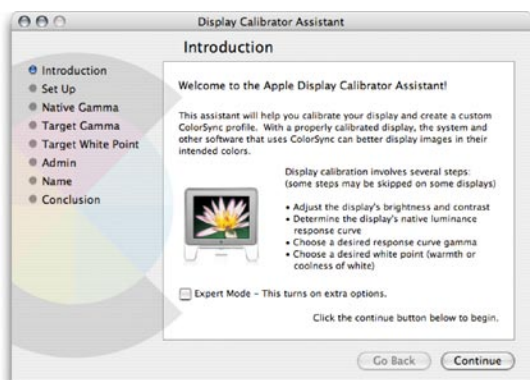 Display Calibrator Assistant
Introduction
Introduction
Set Up
Native Gamma
Target Gamma
Target White Point
Admin
Name
Conclusion
Welcome to the Apple Display Calibrator Assistant!
This assistant will help you calibrate your display and create a custom
ColorSync profile. With a properly calibrated display, the system and
other software that uses ColorSync can better display images in their
intended colors.
Display calibration involves several steps:
(some steps may be skipped on some displays)
• Adjust the display's brightness and contrast
• Determine the display's native luminance
response curve
• Choose a desired response curve gamma
• Choose a desired white point (warmth or
coolness of white)
Expert Mode – This turns on extra options.
Click the continue button below to begin.
Go Back
Continue